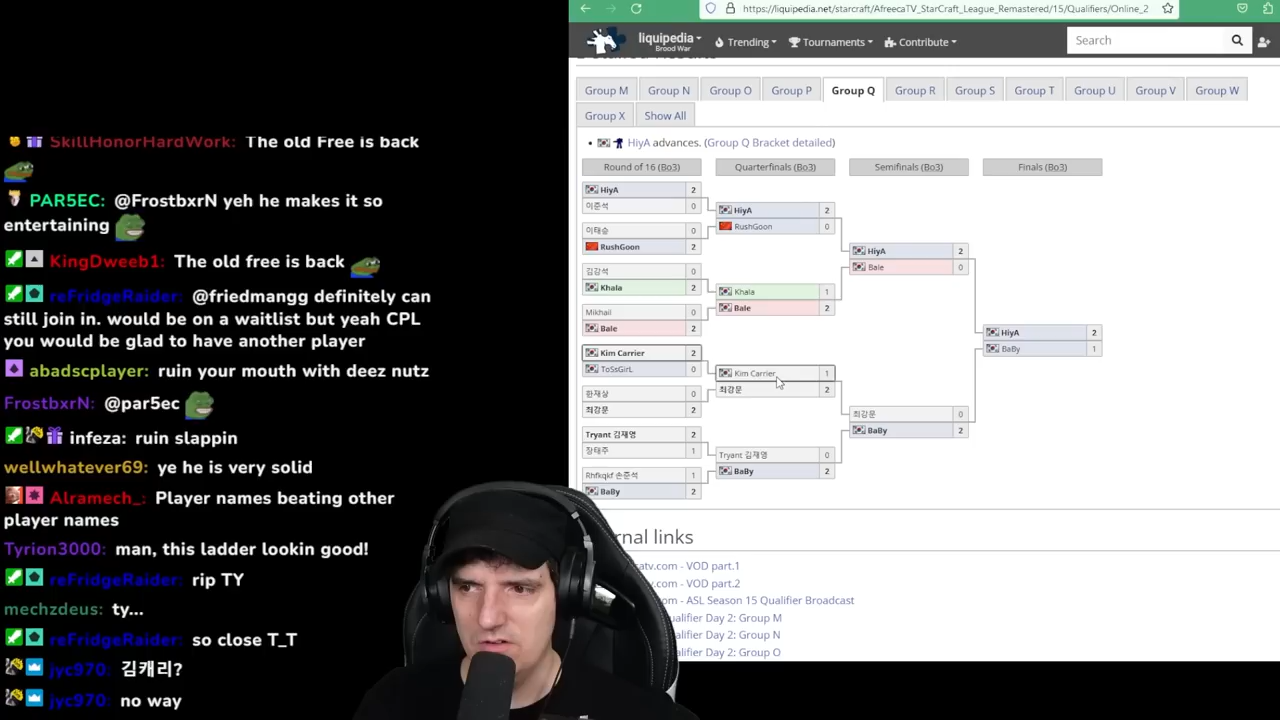 SkillHonorHardWork: The old Free is back
PAR5EC: @FrostbxrN yeh he makes it so
entertaining
KingDweeb1: The old free is back
reFridgeRaider: @friedmangg definitely can
still join in. would be on a waitlist but yeah CPL
you would be glad to have another player
abadscplayer: ruin your mouth with deez nutz
FrostbxrN: @par5ec
infeza: ruin slappin
wellwhatever69: ye he is very solid
Alramech_: Player names beating other
player names
Tyrion3000: man, this ladder lookin good!
reFridgeRaider: rip TY
mechzdeus: ty...
reFridgeRaider: so close T_T
jyc970: 김캐리?
jyc970: no way
https://liquipedia.net/starcraft/AfreecaTV_StarCraft_League_Remastered/15/Qualifiers/Online_2
liquipedia
Brood War
Trending
Tournaments
Contribute
Search
Group M
Group N
Group O
Group P
Group Q
Group R
Group S
Group T
Group U
Group V
Group W
Group X
Show All
HiyA advances. (Group Q Bracket detailed)
Round of 16 (Bo3)
Quarterfinals (Bo3)
Semifinals (Bo3)
Finals (Bo3)
HiyA 2
이준석 0
이태승 0
RushGoon 2
김강석 0
Khala 2
Mikhail 0
Bale 2
Kim Carrier 2
ToSsGirL 0
한재상 0
최강문 2
Tryant 김재영 2
장태주 1
Rhfkqkf 손준석 1
BaBy 2
HiyA 2
RushGoon 0
Khala 1
Bale 2
Kim Carrier 1
최강문 2
Tryant 김재영 0
BaBy 2
HiyA 2
Bale 0
최강문 0
BaBy 2
HiyA 2
BaBy 1
rnal links
catv.com - VOD part.1
tv.com - VOD part.2
.com - ASL Season 15 Qualifier Broadcast
ualifier Day 2: Group M
ualifier Day 2: Group N
ualifier Day 2: Group O